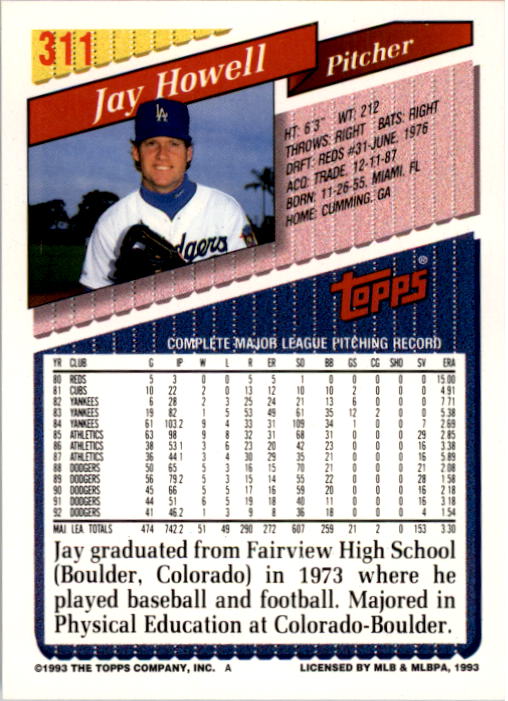 311
Jay Howell
Pitcher
LA
dgers
HT: 6'3" WT: 212
THROWS: RIGHT BATS: RIGHT
DRFT: REDS #31-JUNE, 1976
ACQ: TRADE, 12-11-87
BORN: 11-26-55, MIAMI, FL
HOME: CUMMING, GA
TOPPS®
COMPLETE MAJOR LEAGUE PITCHING RECORD
YR CLUB G IP W L R ER SO BB GS CG SHO SV ERA
80 REDS 5 3 0 0 5 5 1 0 0 0 0 0 15.00
81 CUBS 10 22 2 0 13 12 10 10 2 0 0 0 4.91
82 YANKEES 6 28 2 3 25 24 21 13 6 0 0 0 7.71
83 YANKEES 19 82 1 5 53 49 61 35 12 2 0 0 5.38
84 YANKEES 61 103.2 9 4 33 31 109 34 1 0 0 7 2.69
85 ATHLETICS 63 98 9 8 32 31 68 31 0 0 0 29 2.85
86 ATHLETICS 38 53.1 3 6 23 20 42 23 0 0 0 16 3.38
87 ATHLETICS 36 44.1 3 4 30 29 35 21 0 0 0 16 5.89
88 DODGERS 50 65 5 3 16 15 70 21 0 0 0 21 2.08
89 DODGERS 56 79.2 5 3 15 14 55 22 0 0 0 28 1.58
90 DODGERS 45 66 5 5 17 16 59 20 0 0 0 16 2.18
91 DODGERS 44 51 6 5 19 18 40 11 0 0 0 16 3.18
92 DODGERS 41 46.2 1 3 9 8 36 18 0 0 0 4 1.54
MAJ. LEA. TOTALS 474 742.2 51 49 290 272 607 259 21 2 0 153 3.30
Jay graduated from Fairview High School
(Boulder, Colorado) in 1973 where he
played baseball and football. Majored in
Physical Education at Colorado-Boulder.
©1993 THE TOPPS COMPANY, INC. A
LICENSED BY MLB & MLBPA, 1993